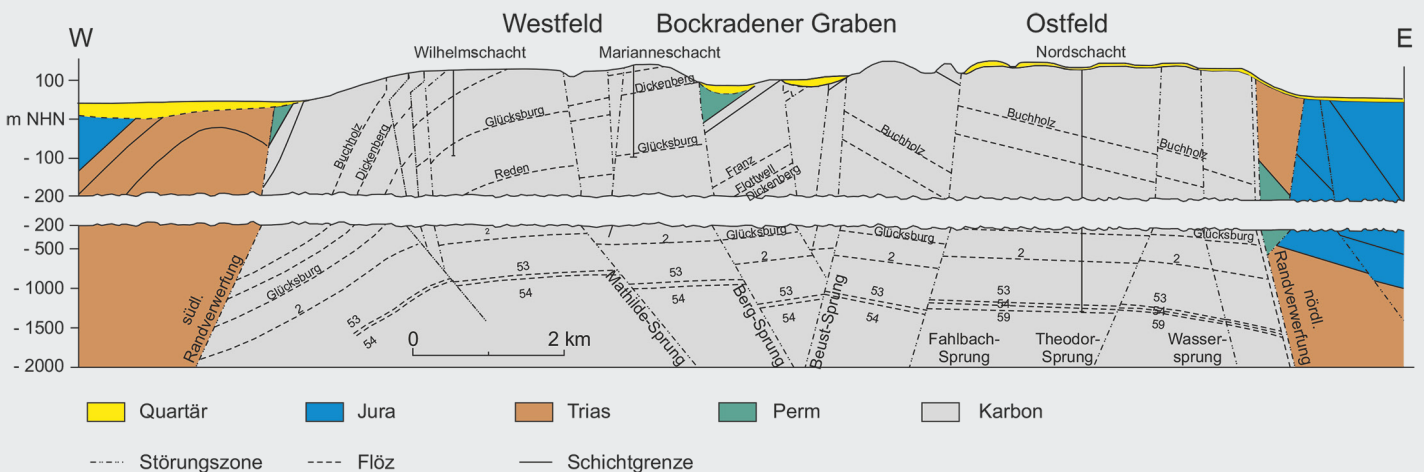 Westfeld Bockradener Graben Ostfeld
W E
Wilhelmschacht Marianneschacht Nordschacht
100
m NHN
- 100
- 200
Buchholz
Dickenberg
Glücksburg
Reden
Dickenberg
Glücksburg
Franz
Flottwell
Dickenberg
Buchholz
Buchholz
Buchholz
- 200
- 500
- 1000
- 1500
- 2000
südl.
Randverwerfung
Glücksburg
2
53
54
2
53
54
Mathilde-Sprung
2
53
54
Berg-Sprung
Glücksburg
2
53
54
Beust-Sprung
Glücksburg
2
53
54
Fahlbach-
Sprung
2
53
54
59
Theodor-
Sprung
2
53
54
59
Wasser-
sprung
Glücksburg
nördl.
Randverwerfung
0 2 km
Quartär Jura Trias Perm Karbon
Störungszone Flöz Schichtgrenze